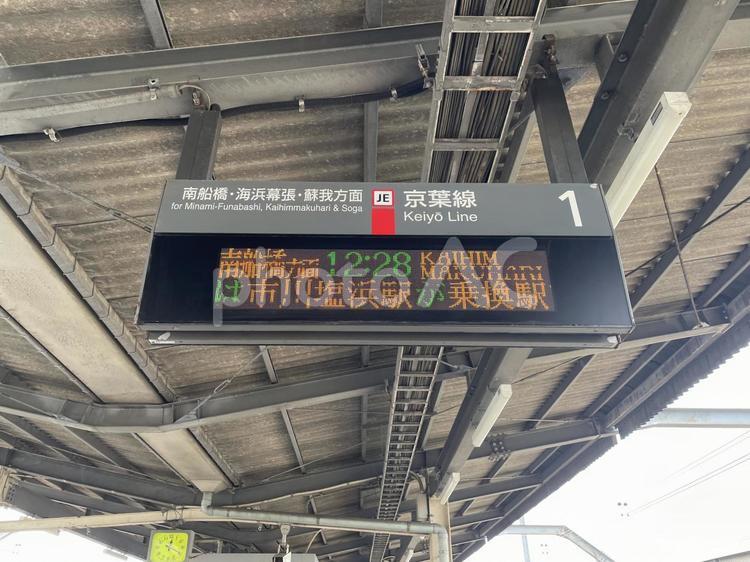 南船橋・海浜幕張・蘇我方面
for Minami-Funabashi, Kaihimmakuhari & Soga
JE
京葉線
Keiyō Line
1
南船橋方面 12:28 KAIHIM
MAKUHARI
は市川塩浜駅が乗換駅
photo AC